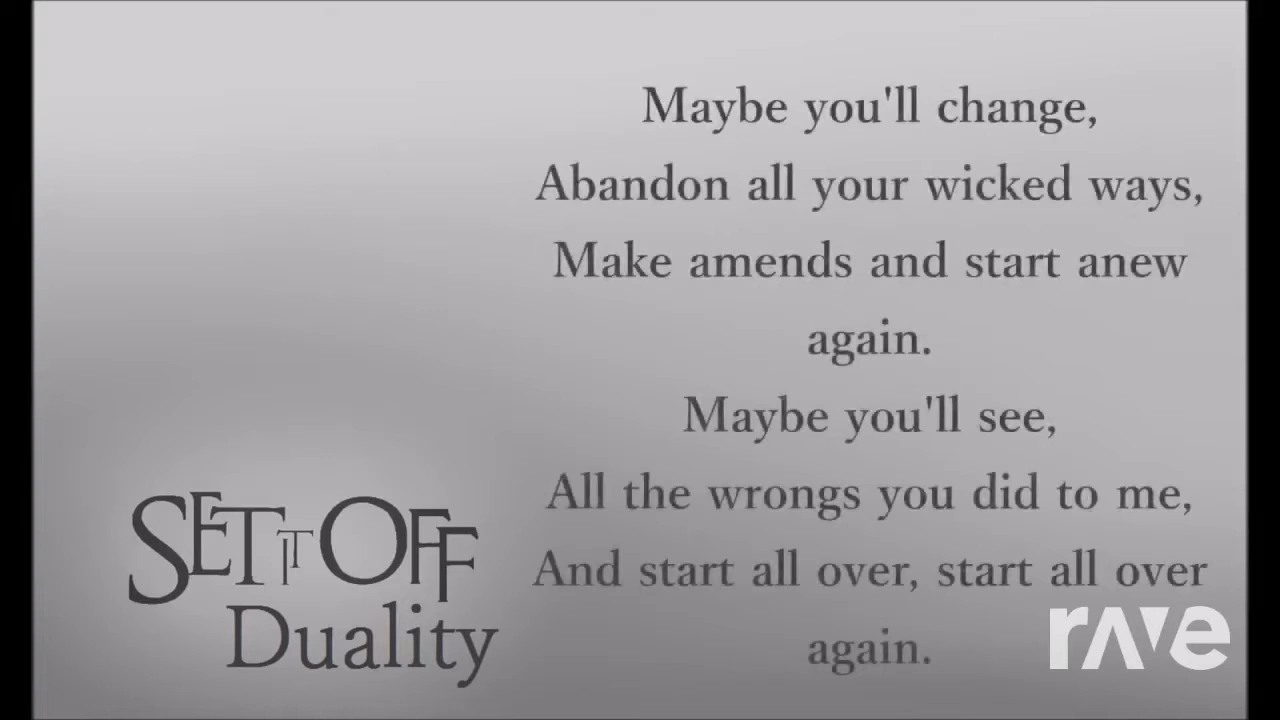 Maybe you'll change,
Abandon all your wicked ways,
Make amends and start anew
again.
Maybe you'll see,
All the wrongs you did to me,
And start all over, start all over
again.
SET IT OFF
Duality
rave